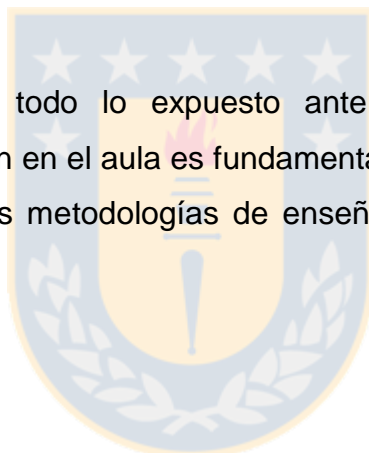 todo lo expuesto ante
en el aula es fundamenta
metodologías de enseñ